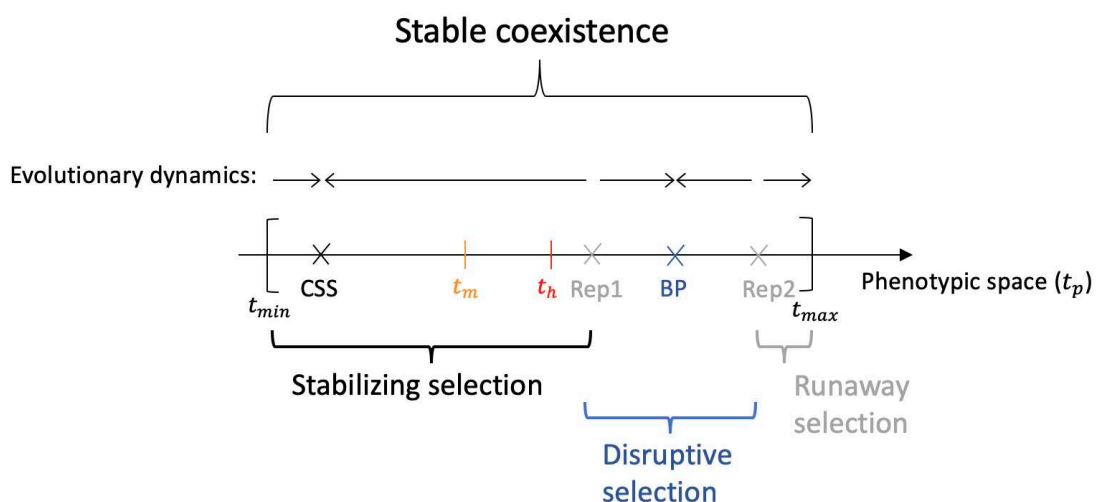 Stable coexistence
Evolutionary dynamics:
t_min
CSS
t_m
t_h
Rep1
BP
Rep2
t_max
Phenotypic space (t_p)
Stabilizing selection
Runaway
selection
Disruptive
selection